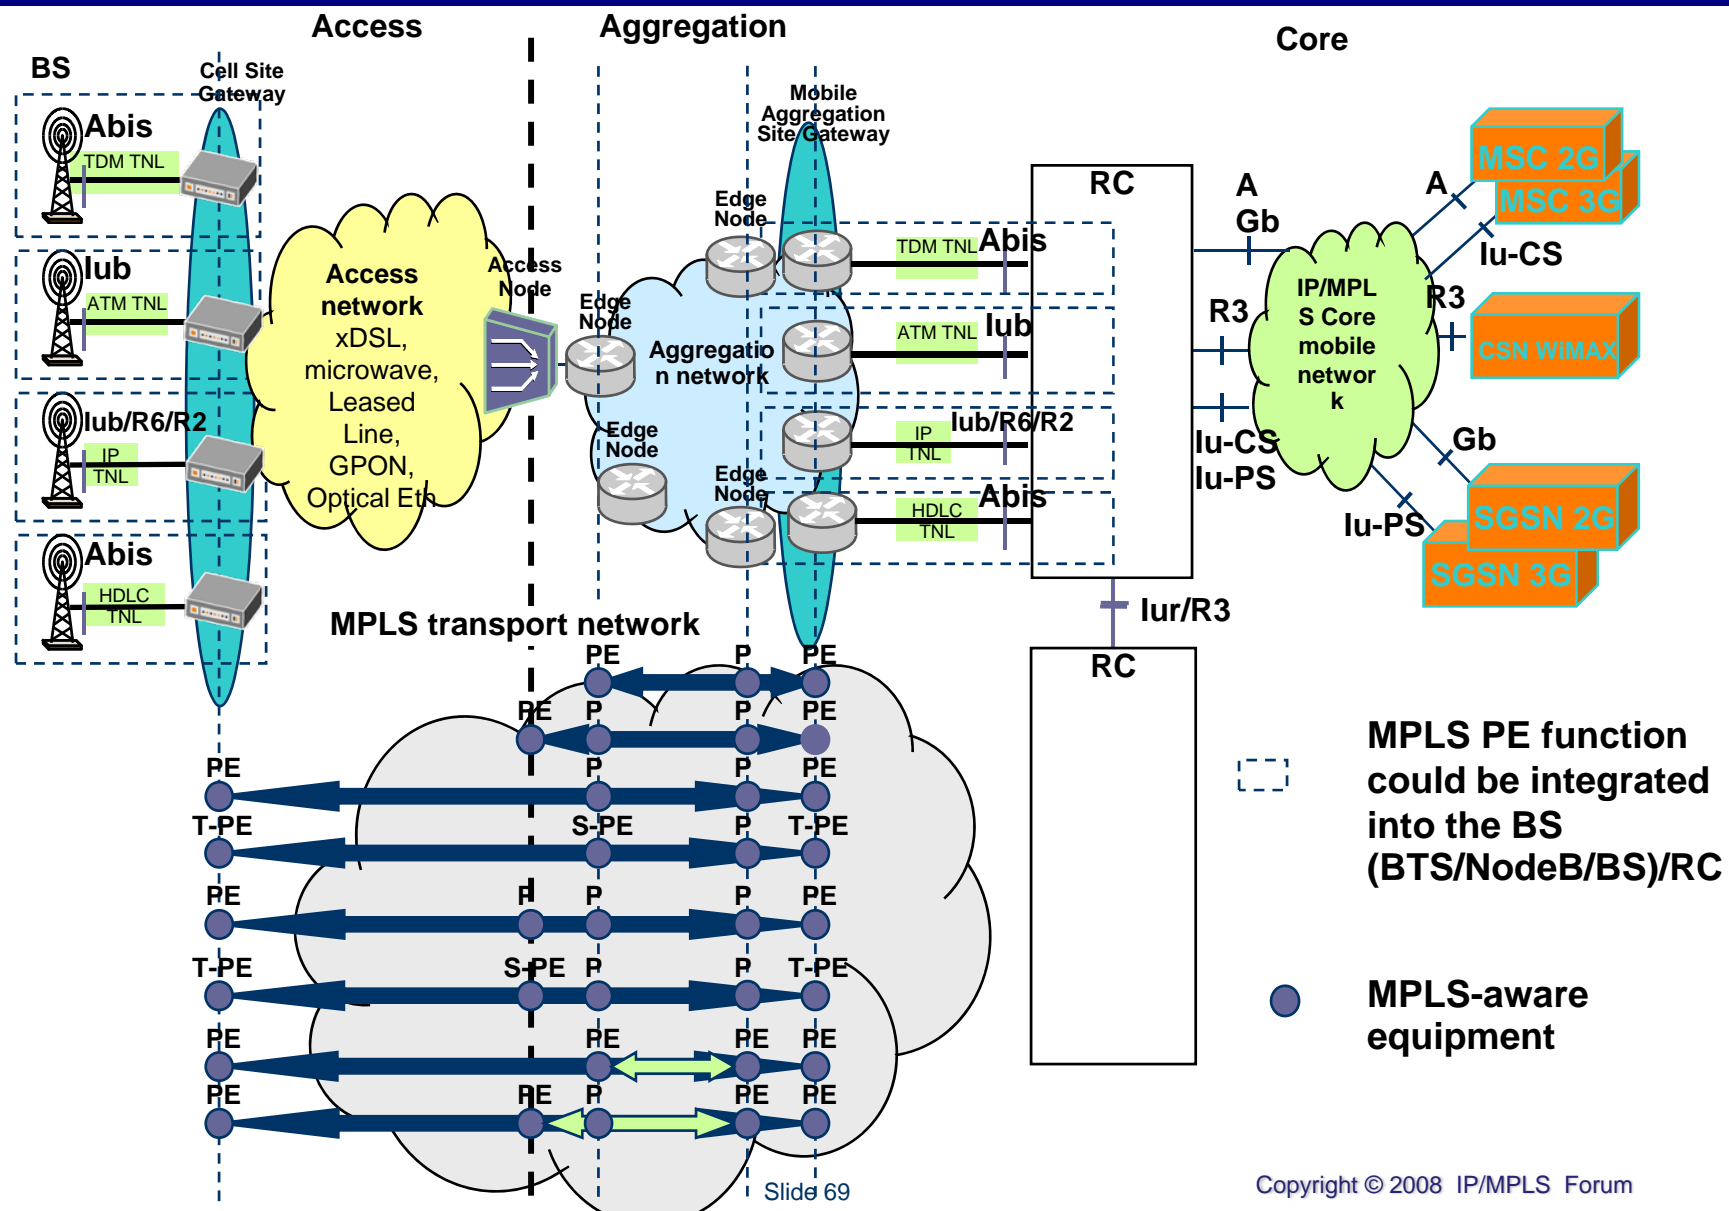 Access
Aggregation
Core
BS
Cell Site
Gateway
Mobile
Aggregation
Site Gateway
Abis
TDM TNL
Iub
ATM TNL
Iub/R6/R2
IP
TNL
Abis
HDLC
TNL
Access
network
xDSL,
microwave,
Leased
Line,
GPON,
Optical Eth
Access
Node
Edge
Node
Edge
Node
Edge
Node
Edge
Node
Aggregatio
n network
TDM TNL
Abis
ATM TNL
Iub
IP
TNL
Iub/R6/R2
HDLC
TNL
Abis
RC
A
Gb
R3
Iu-CS
Iu-PS
IP/MPL
S Core
mobile
networ
k
A
Iu-CS
R3
Gb
Iu-PS
MSC 2G
MSC 3G
CSN WIMAX
SGSN 2G
SGSN 3G
Iur/R3
RC
MPLS transport network
PE P PE
PE P P PE
PE P P PE
T-PE S-PE P T-PE
PE P P P PE
T-PE S-PE P P T-PE
PE PE PE PE
PE PE P PE PE
MPLS PE function
could be integrated
into the BS
(BTS/NodeB/BS)/RC
MPLS-aware
equipment
Slide 69
Copyright © 2008 IP/MPLS Forum